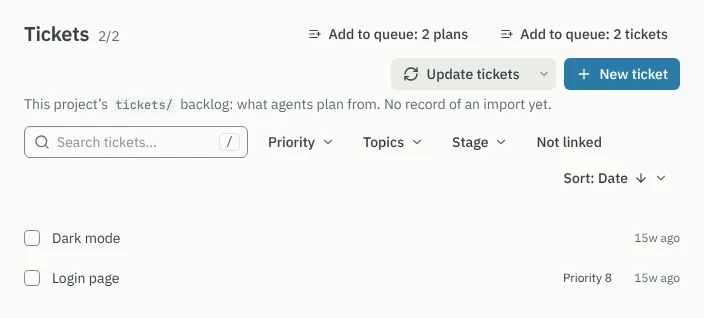 Tickets 2/2
Add to queue: 2 plans
Add to queue: 2 tickets
Update tickets
New ticket
This project's tickets/ backlog: what agents plan from. No record of an import yet.
Search tickets... /
Priority
Topics
Stage
Not linked
Sort: Date ↓
Dark mode 15w ago
Login page Priority 8 15w ago